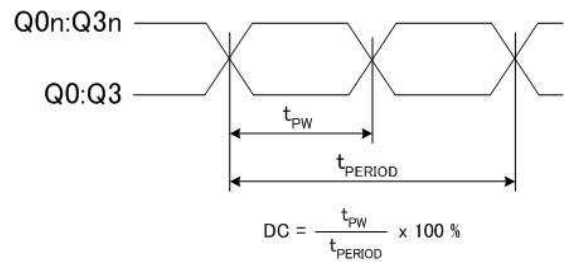 Q0n:Q3n
Q0:Q3
tPW
tPERIOD
DC = tPW / tPERIOD x 100 %